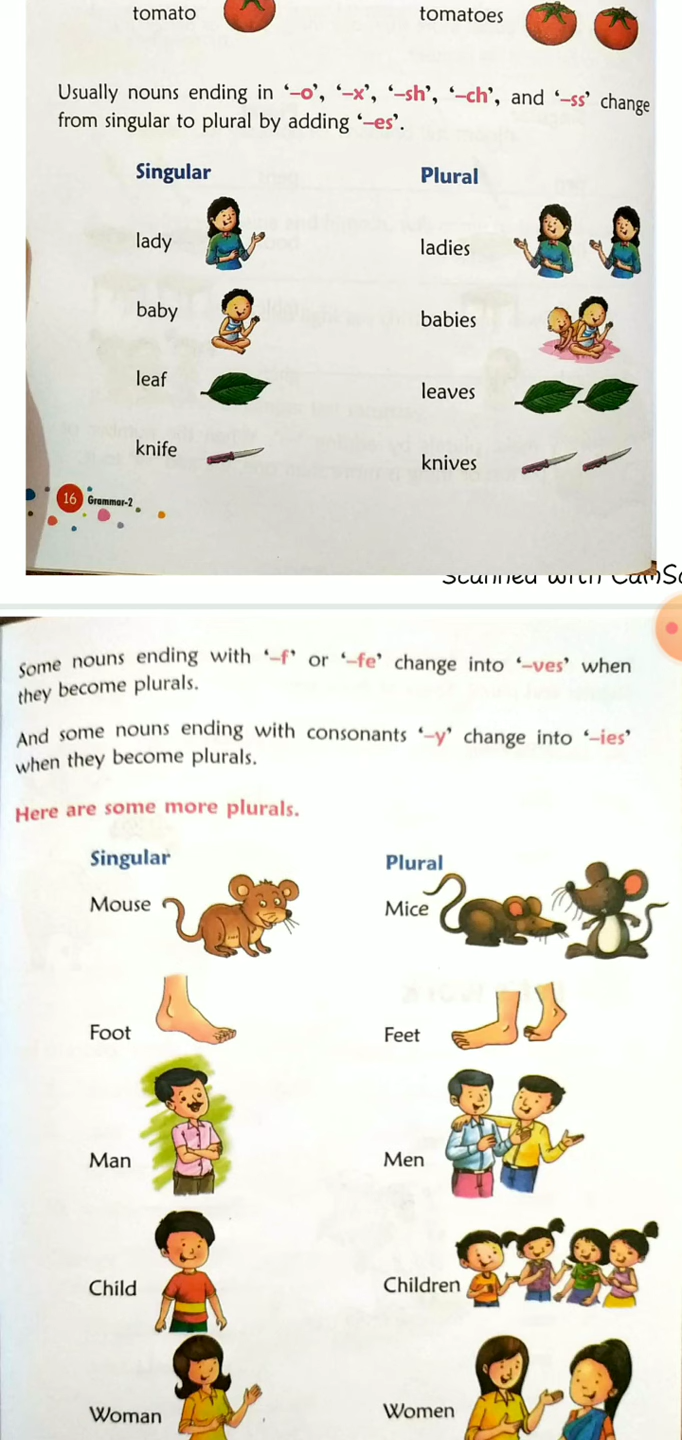 tomato tomatoes
Usually nouns ending in ‘–o’, ‘–x’, ‘–sh’, ‘–ch’, and ‘–ss’ change
from singular to plural by adding ‘–es’.
Singular Plural
lady ladies
baby babies
leaf leaves
knife knives
16 Grammar-2
Scanned with
Some nouns ending with ‘–f’ or ‘–fe’ change into ‘–ves’ when
they become plurals.
And some nouns ending with consonants ‘–y’ change into ‘–ies’
when they become plurals.
Here are some more plurals.
Singular Plural
Mouse Mice
Foot Feet
Man Men
Child Children
Woman Women